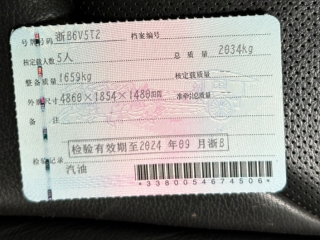 号牌号码 浙B6V5T2 档案编号
核定载人数 5人 总质量 2034kg
整备质量 1659kg 核定载质量
外廓尺寸 4860×1854×1480mm 准牵引总质量
备注
检验有效期至2024年09月浙B
检验记录
汽油
*3360054674506*